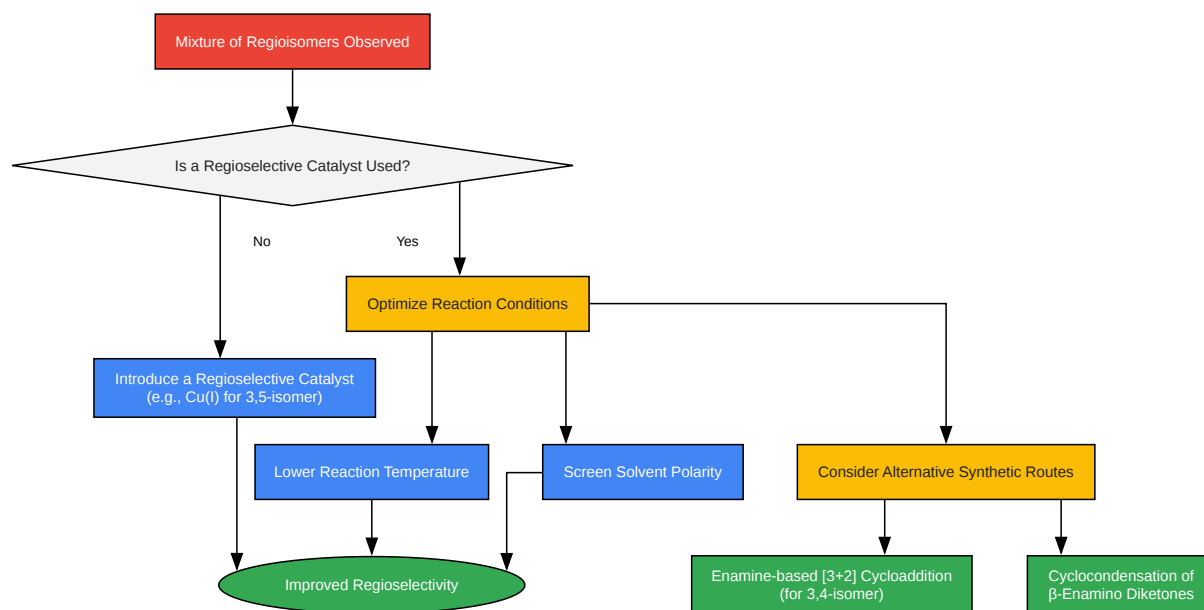 Mixture of Regioisomers Observed
Is a Regioselective Catalyst Used?
No
Yes
Optimize Reaction Conditions
Introduce a Regioselective Catalyst
(e.g., Cu(I) for 3,5-isomer)
Lower Reaction Temperature
Screen Solvent Polarity
Consider Alternative Synthetic Routes
Improved Regioselectivity
Enamine-based [3+2] Cycloaddition
(for 3,4-isomer)
Cyclocondensation of
β-Enamino Diketones